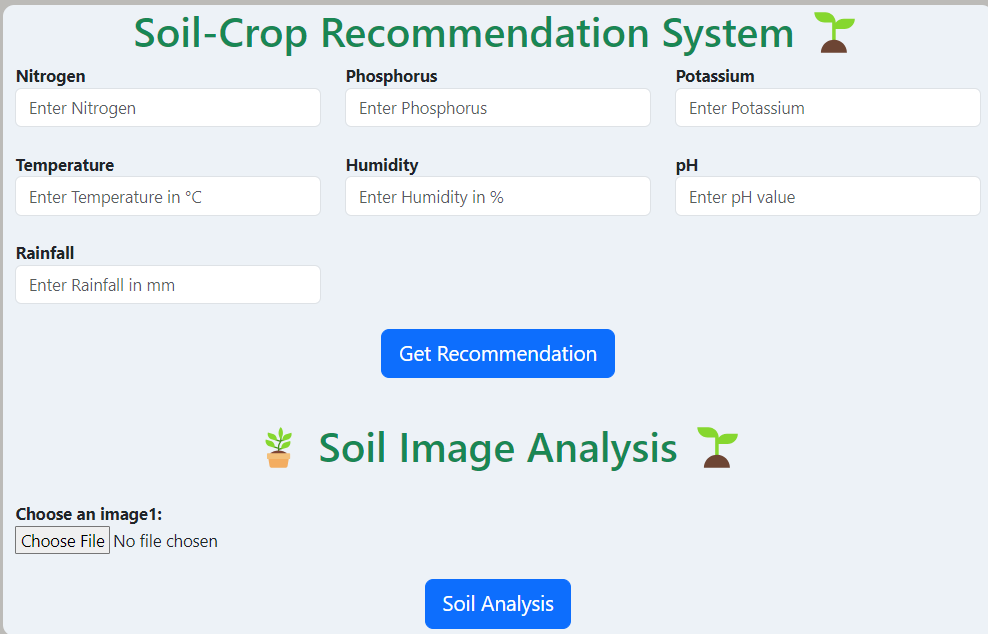 Soil-Crop Recommendation System
Nitrogen Phosphorus Potassium
Enter Nitrogen Enter Phosphorus Enter Potassium
Temperature Humidity pH
Enter Temperature in °C Enter Humidity in % Enter pH value
Rainfall
Enter Rainfall in mm
Get Recommendation
Soil Image Analysis
Choose an image1:
Choose File No file chosen
Soil Analysis